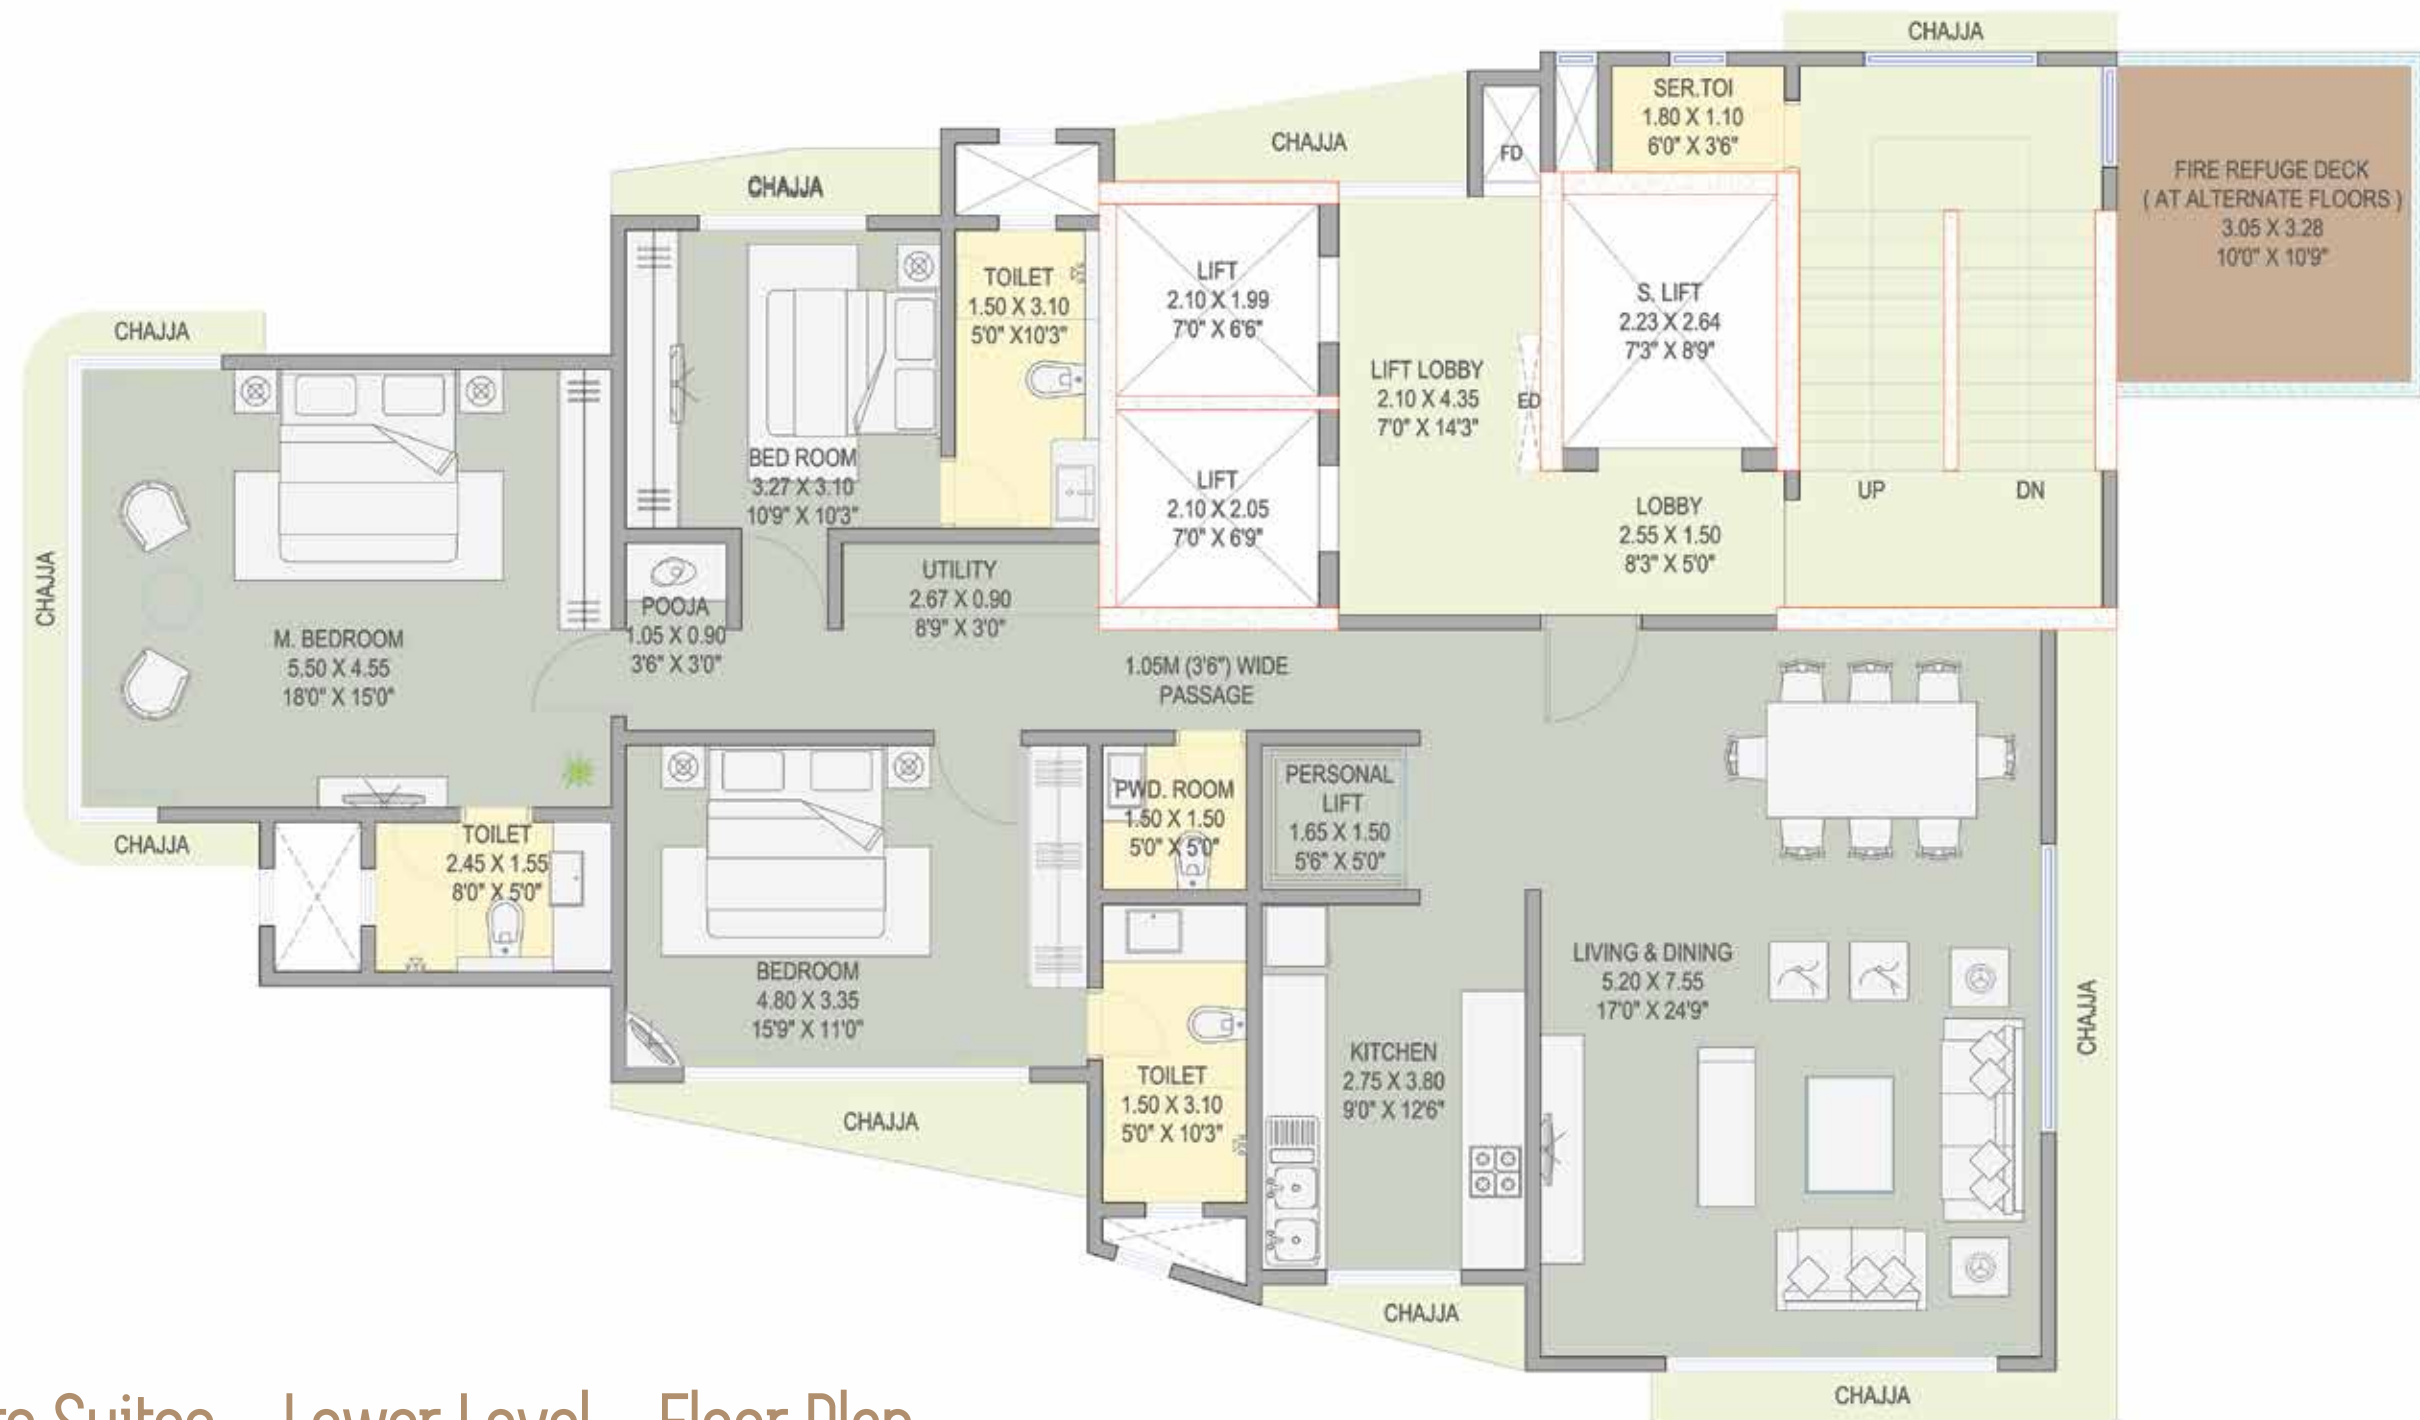 CHAJJA
SER.TOI
1.80 X 1.10
6'0" X 3'6"
FD
CHAJJA
FIRE REFUGE DECK
( AT ALTERNATE FLOORS )
3.05 X 3.28
10'0" X 10'9"
CHAJJA
TOILET
1.50 X 3.10
5'0" X10'3"
LIFT
2.10 X 1.99
7'0" X 6'6"
S. LIFT
2.23 X 2.64
7'3" X 8'9"
CHAJJA
LIFT LOBBY
2.10 X 4.35
7'0" X 14'3"
ED
BED ROOM
3.27 X 3.10
10'9" X 10'3"
LIFT
2.10 X 2.05
7'0" X 6'9"
LOBBY
2.55 X 1.50
8'3" X 5'0"
UP
DN
CHAJJA
UTILITY
2.67 X 0.90
8'9" X 3'0"
POOJA
1.05 X 0.90
3'6" X 3'0"
M. BEDROOM
5.50 X 4.55
18'0" X 15'0"
1.05M (3'6") WIDE
PASSAGE
PERSONAL
LIFT
1.65 X 1.50
5'6" X 5'0"
PWD. ROOM
1.50 X 1.50
5'0" X 5'0"
CHAJJA
TOILET
2.45 X 1.55
8'0" X 5'0"
LIVING & DINING
5.20 X 7.55
17'0" X 24'9"
BEDROOM
4.80 X 3.35
15'9" X 11'0"
CHAJJA
KITCHEN
2.75 X 3.80
9'0" X 12'6"
TOILET
1.50 X 3.10
5'0" X 10'3"
CHAJJA
CHAJJA
CHAJJA
Suites Lower Level Floor Plan